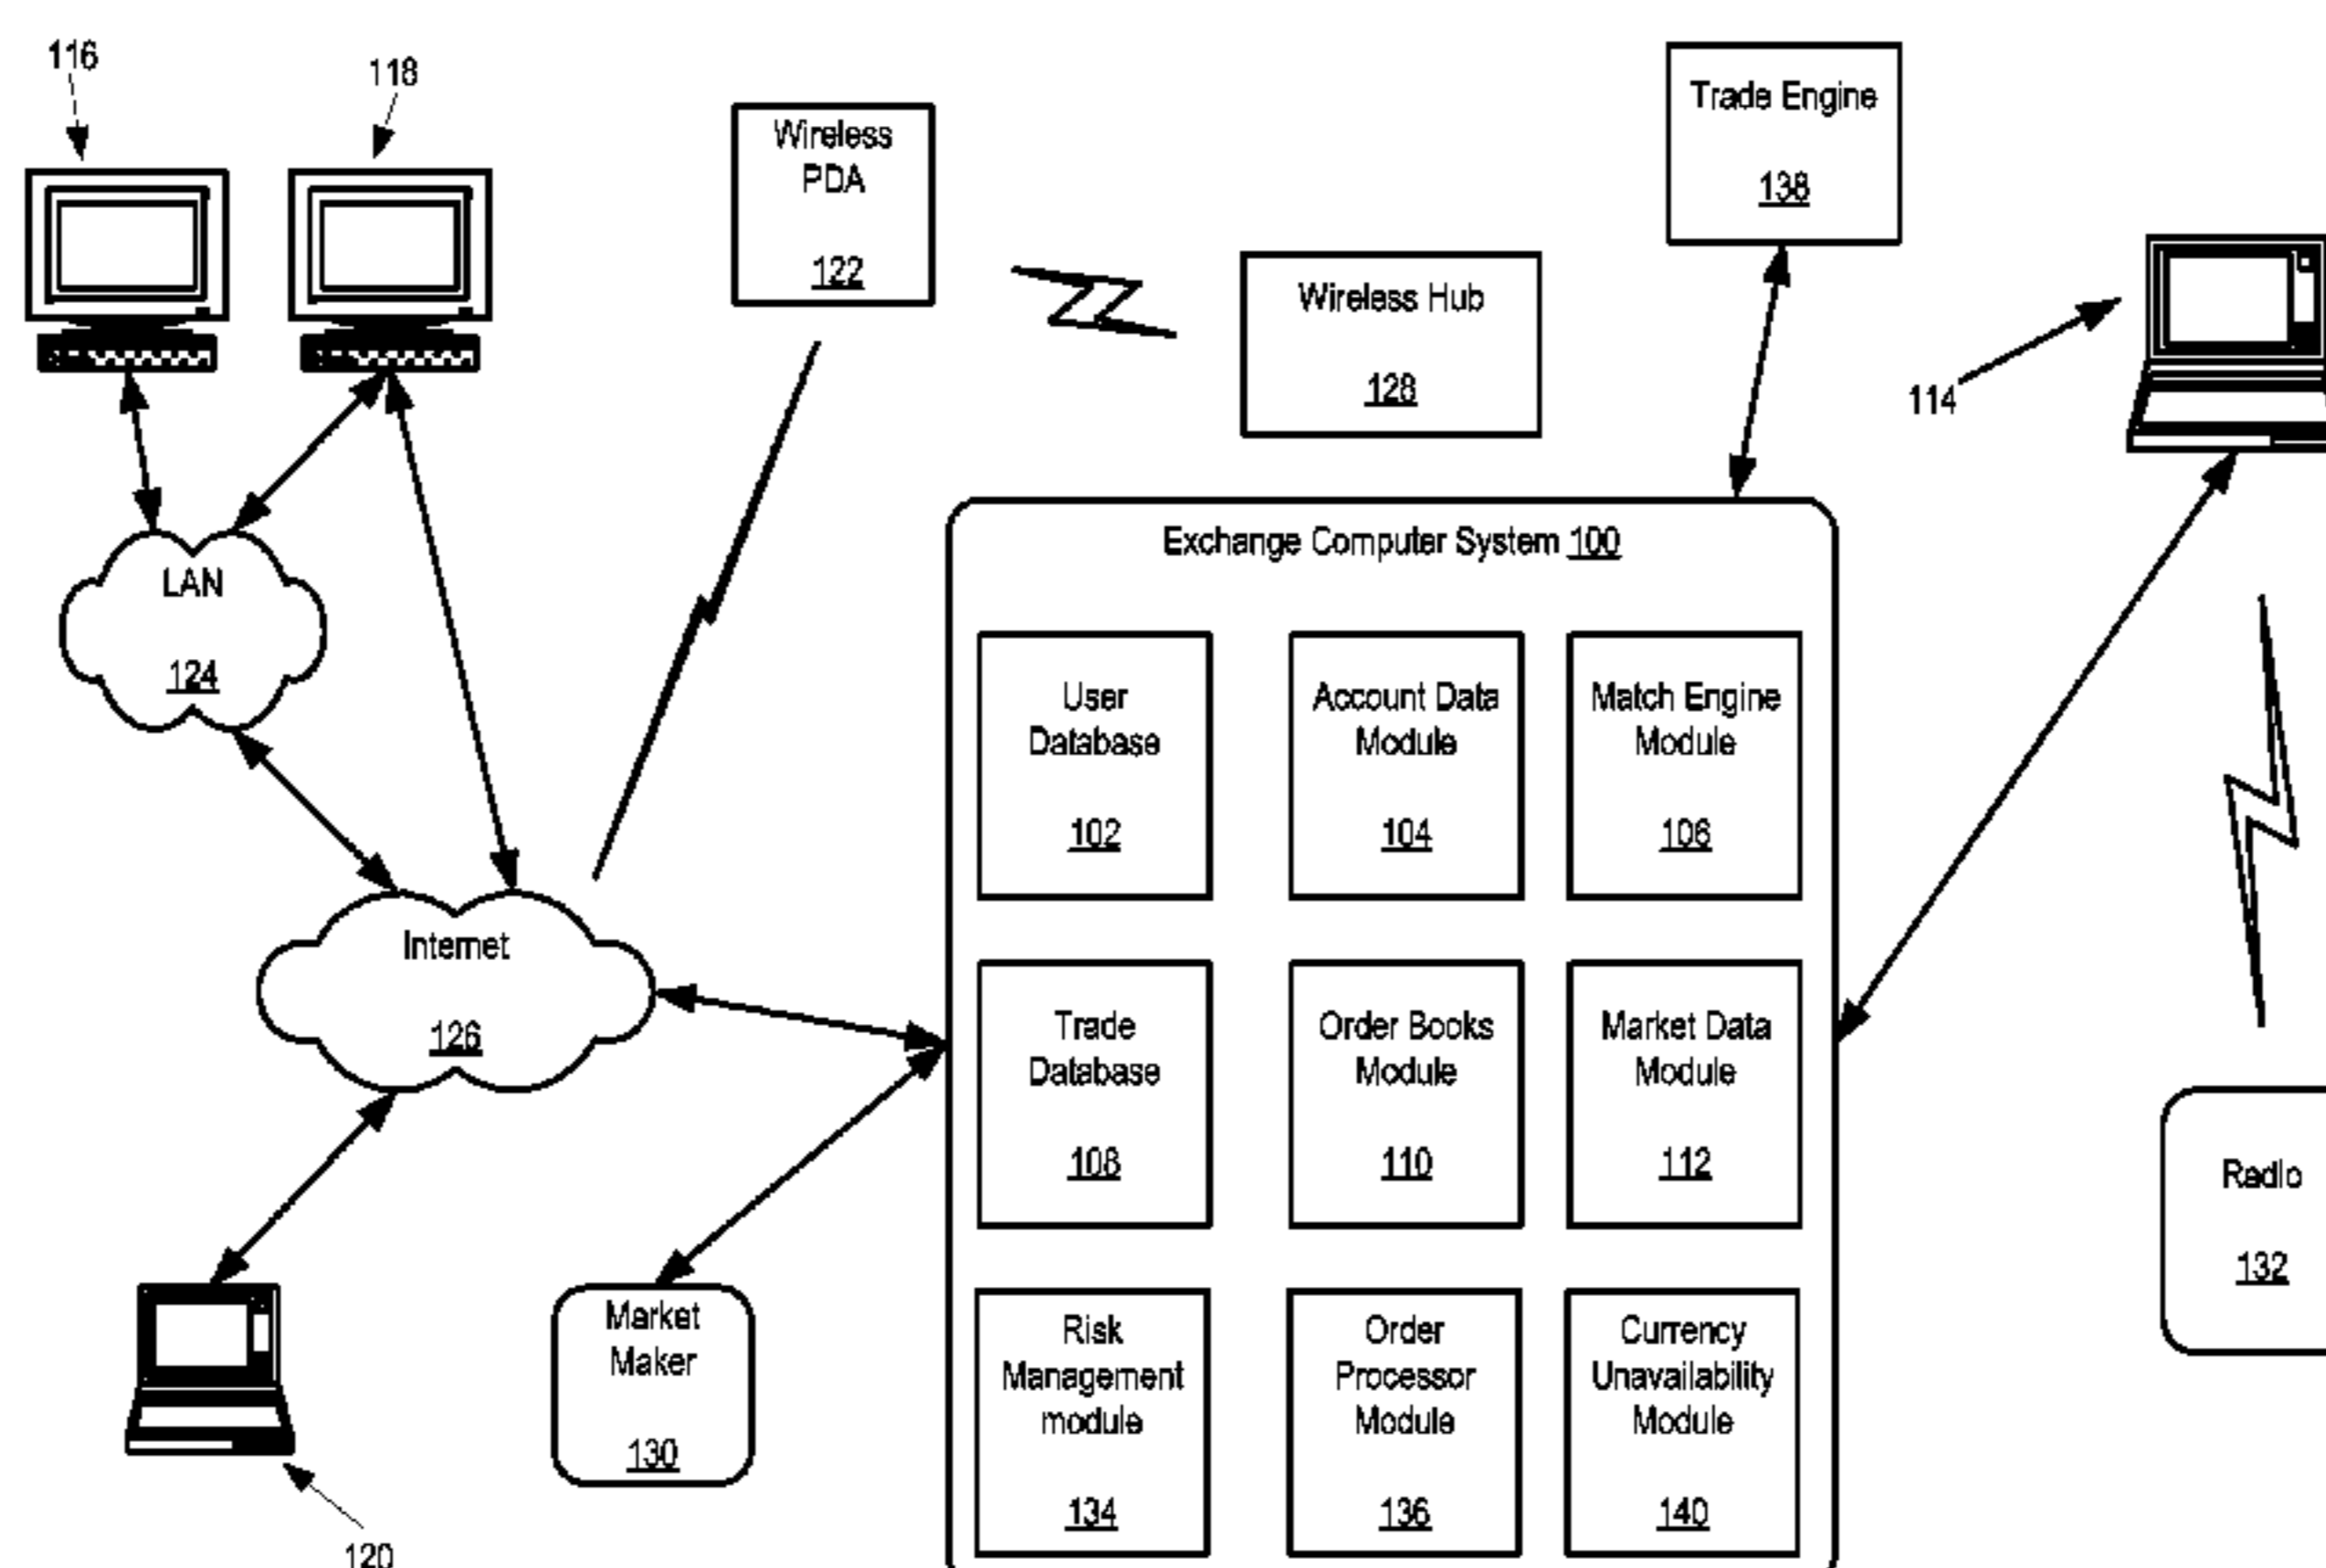 116
118
Wireless
PDA
122
Wireless Hub
128
Trade Engine
138
114
LAN
124
Exchange Computer System 100
User
Database
102
Account Data
Module
104
Match Engine
Module
106
Internet
126
Trade
Database
108
Order Books
Module
110
Market Data
Module
112
Radio
132
Market
Maker
130
Risk
Management
module
134
Order
Processor
Module
136
Currency
Unavailability
Module
140
120